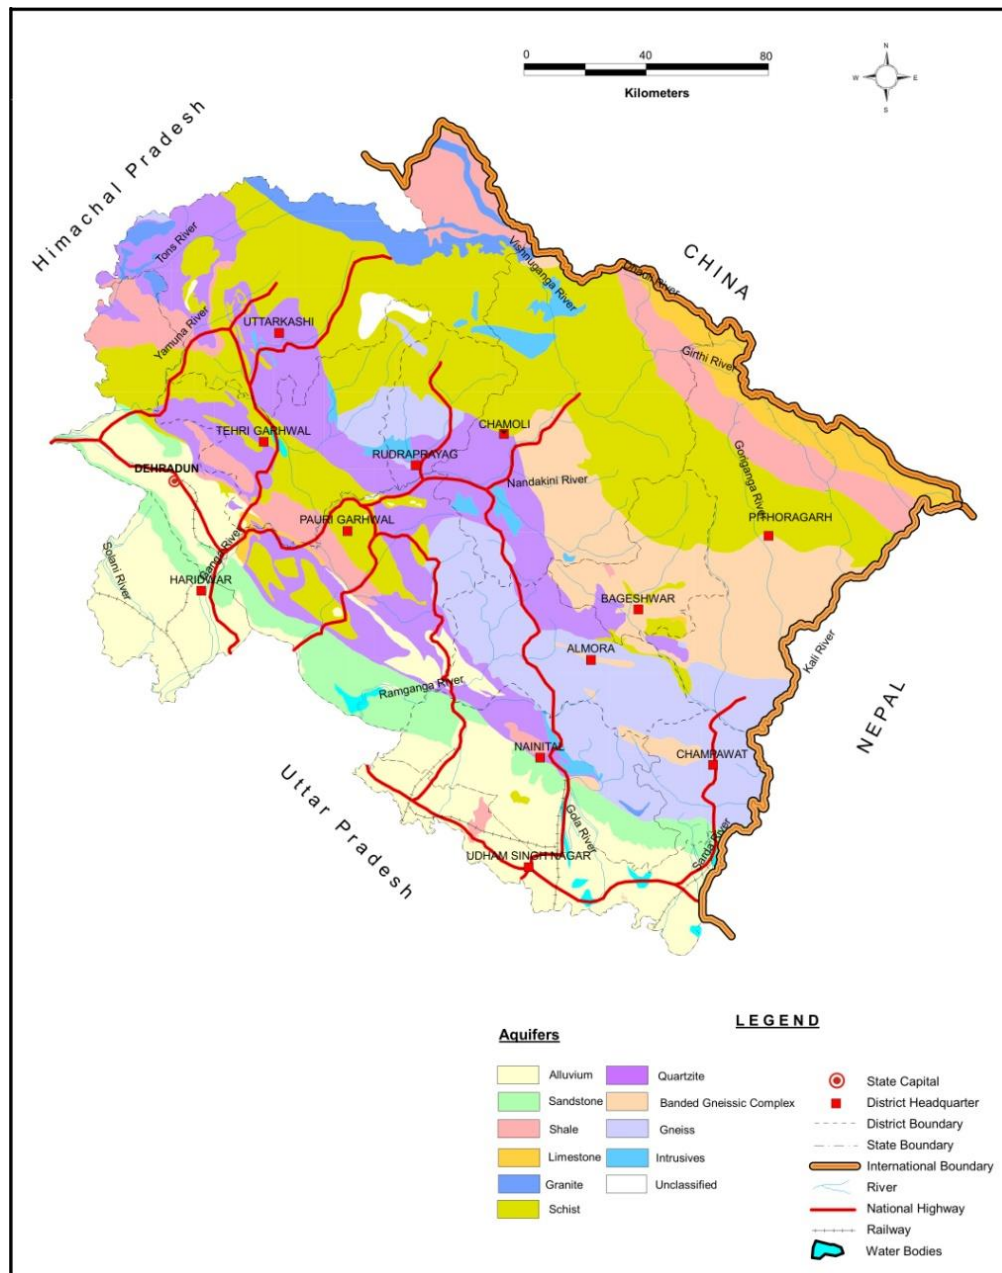 0 40 80
Kilometers
N
W E
S
Himachal Pradesh
CHINA
Tons River
Vishnuganga River
Dhauli River
UTTARKASHI
Yamuna River
Girthi River
TEHRI GARHWAL
CHAMOLI
RUDRAPRAYAG
DEHRADUN
Nandakini River
Goriganga River
PAURI GARHWAL
PITHORAGARH
Solani River
Ganga River
HARIDWAR
BAGESHWAR
ALMORA
Kali River
Ramganga River
NEPAL
NAINITAL
CHAMPAWAT
Uttar Pradesh
Gola River
Sarda River
UDHAM SINGH NAGAR
LEGEND
Aquifers
Alluvium
Sandstone
Shale
Limestone
Granite
Schist
Quartzite
Banded Gneissic Complex
Gneiss
Intrusives
Unclassified
State Capital
District Headquarter
District Boundary
State Boundary
International Boundary
River
National Highway
Railway
Water Bodies